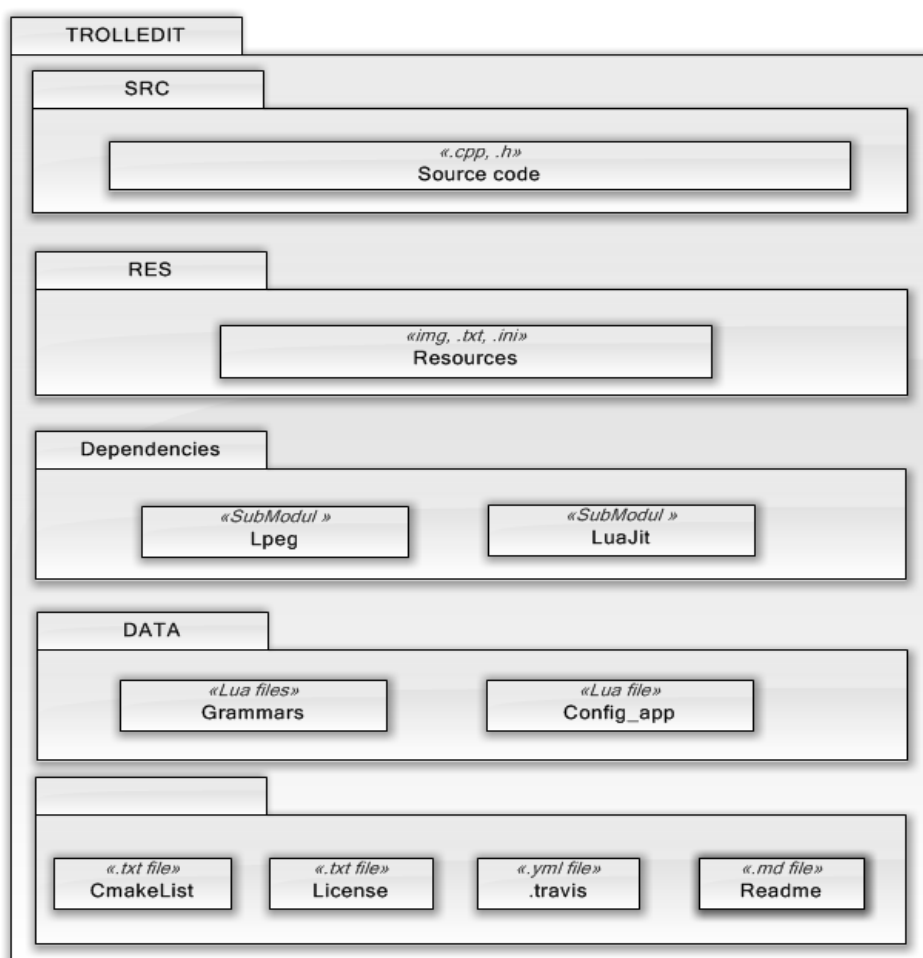 TROLLEDIT
SRC
«.cpp, .h»
Source code
RES
«img, .txt, .ini»
Resources
Dependencies
«SubModul »
Lpeg
«SubModul »
LuaJit
DATA
«Lua files»
Grammars
«Lua file»
Config_app
«.txt file»
CmakeList
«.txt file»
License
«.yml file»
.travis
«.md file»
Readme